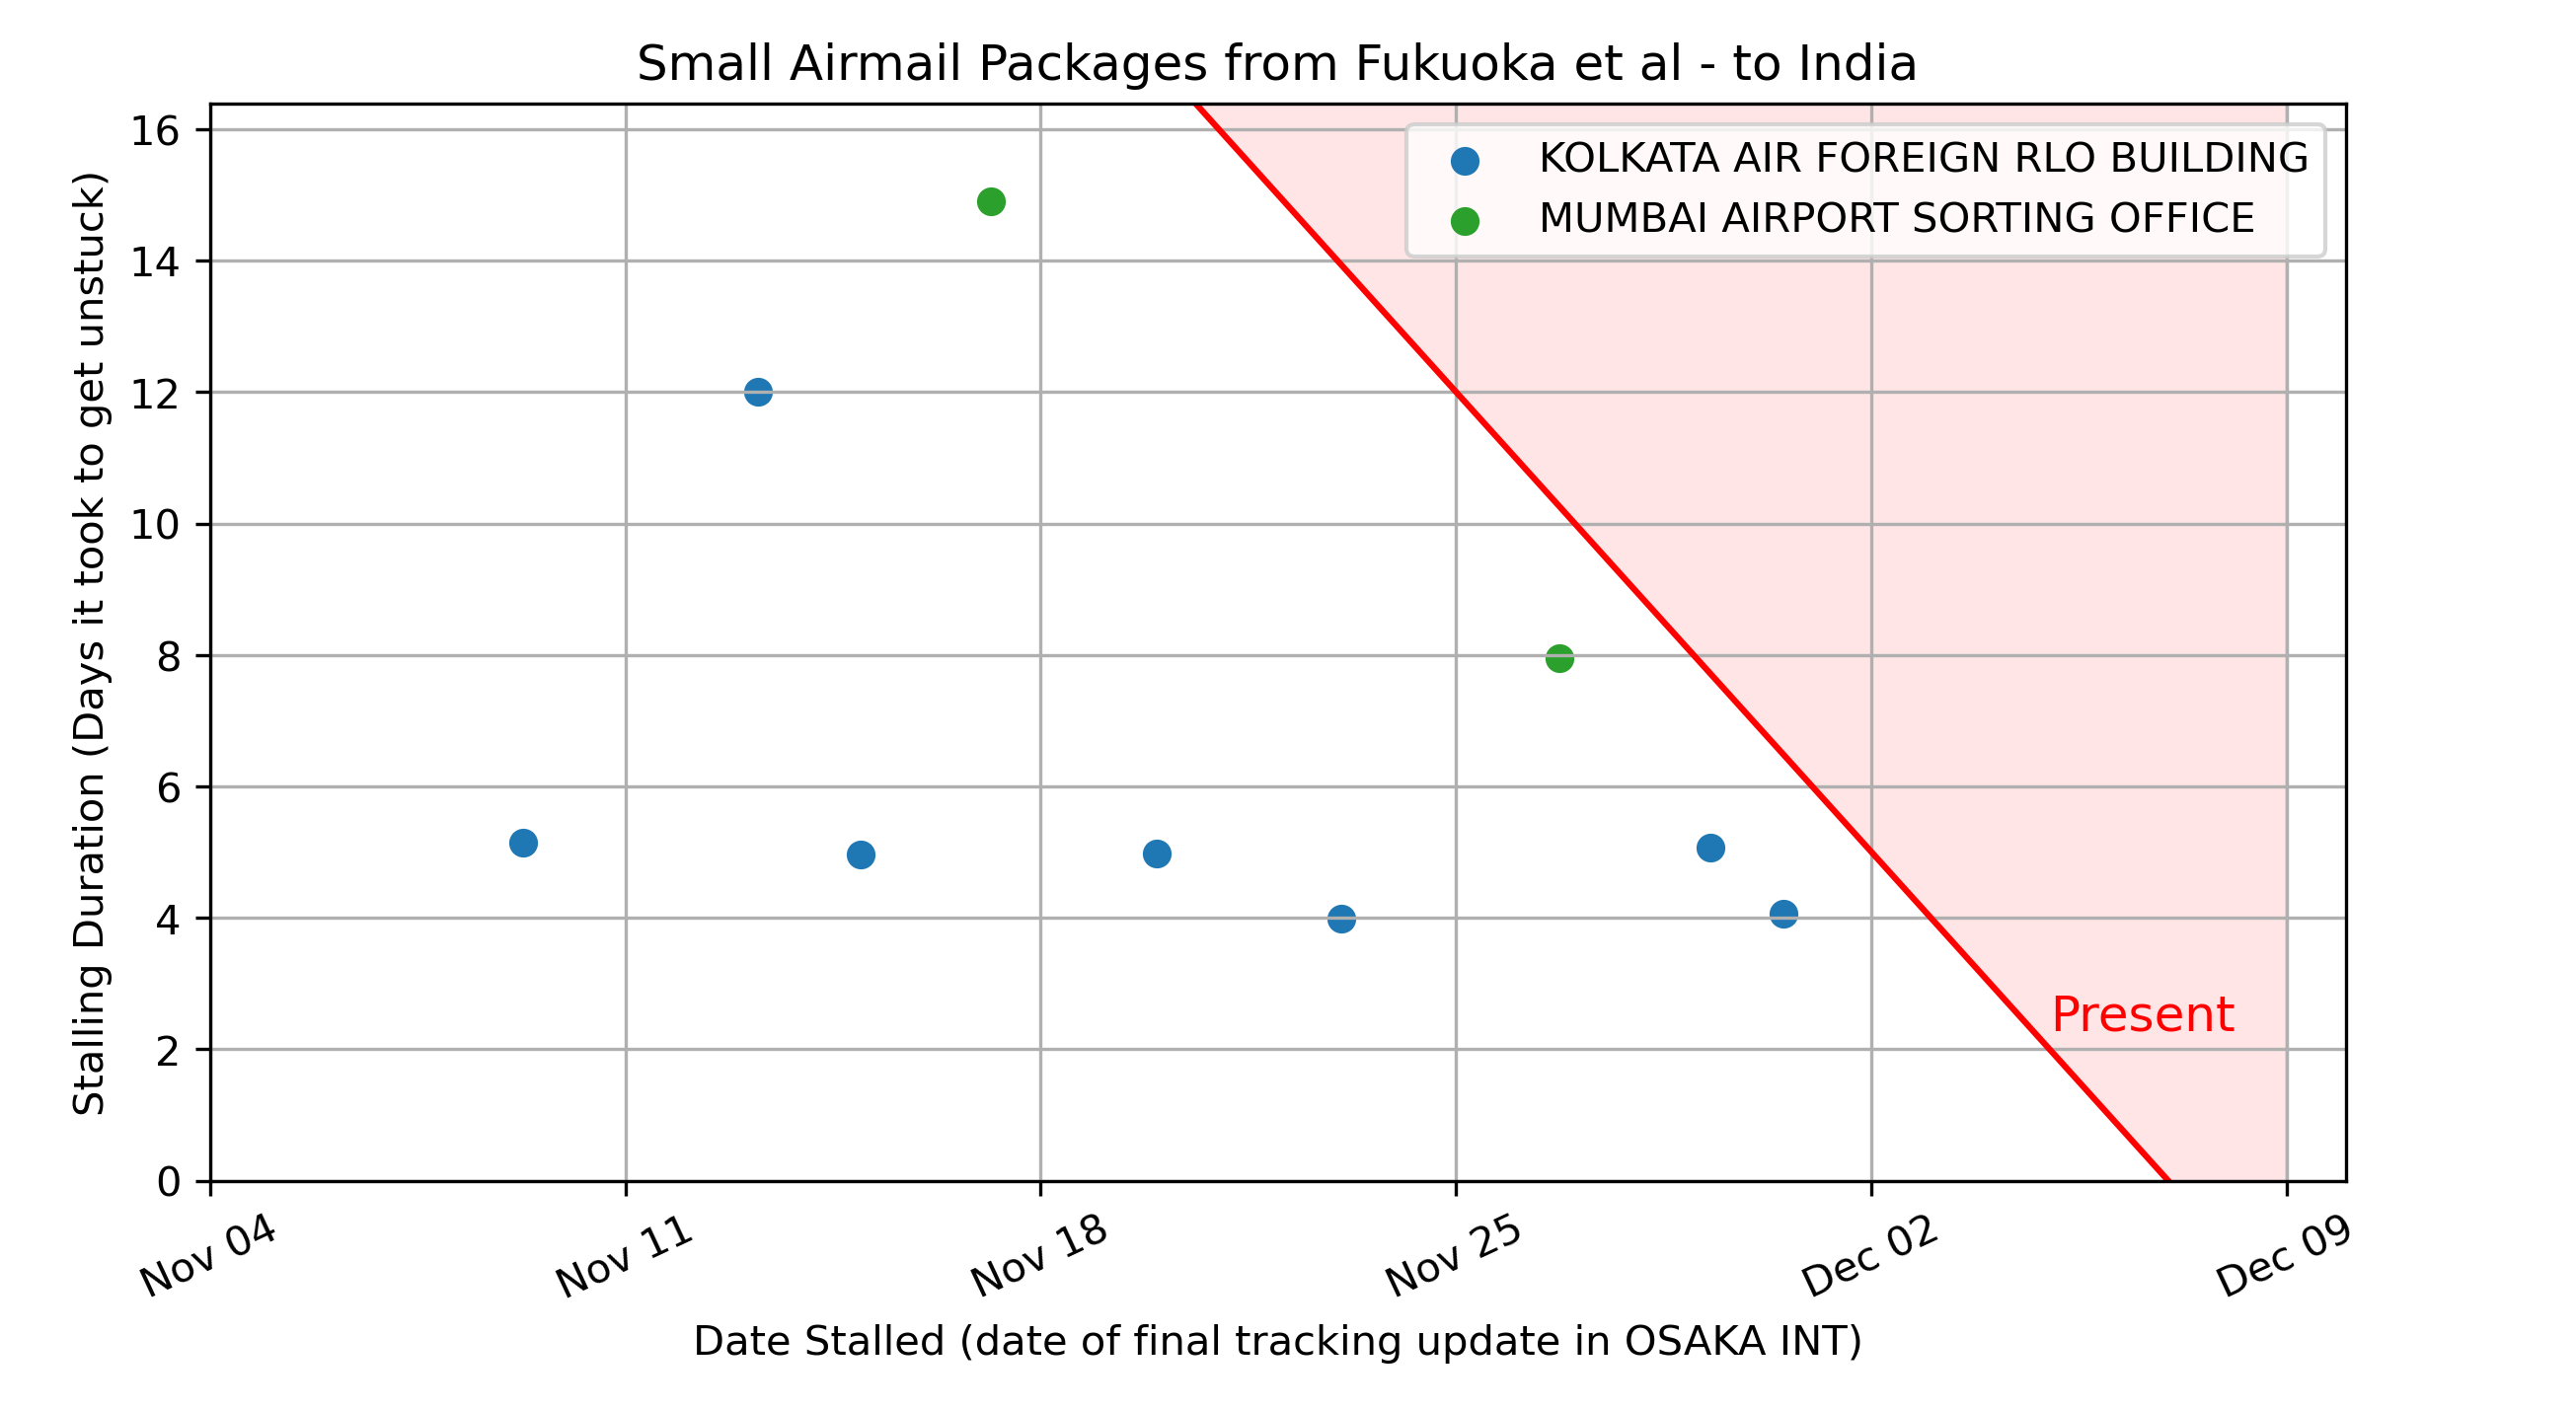 Small Airmail Packages from Fukuoka et al - to India
Stalling Duration (Days it took to get unstuck)
16
14
12
10
8
6
4
2
0
KOLKATA AIR FOREIGN RLO BUILDING
MUMBAI AIRPORT SORTING OFFICE
Present
Nov 04
Nov 11
Nov 18
Nov 25
Dec 02
Dec 09
Date Stalled (date of final tracking update in OSAKA INT)